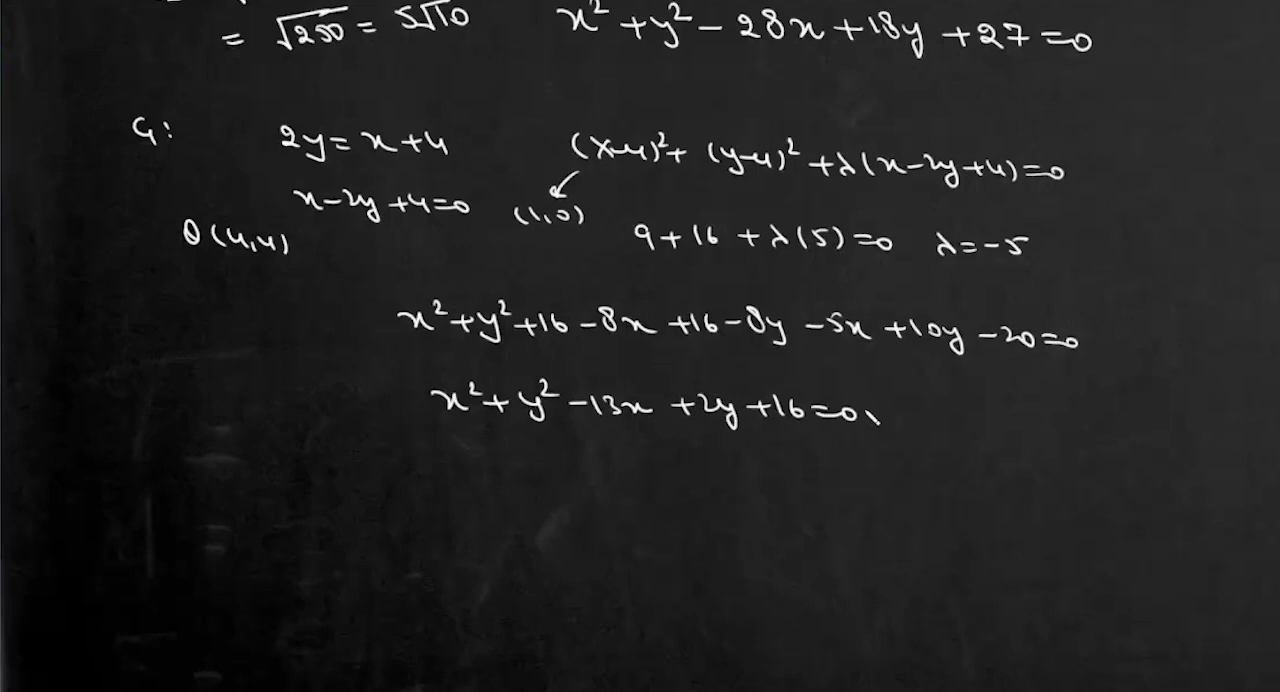 = √250 = 5√10 x² + y² - 28x + 18y + 27 = 0
G: 2y = x + 4 (x-4)² + (y-4)² + λ(x-2y+4) = 0
x - 2y + 4 = 0 (1,0)
θ(4,4) 9 + 16 + λ(5) = 0 λ = -5
x² + y² + 16 - 8x + 16 - 8y - 5x + 10y - 20 = 0
x² + y² - 13x + 2y + 16 = 0